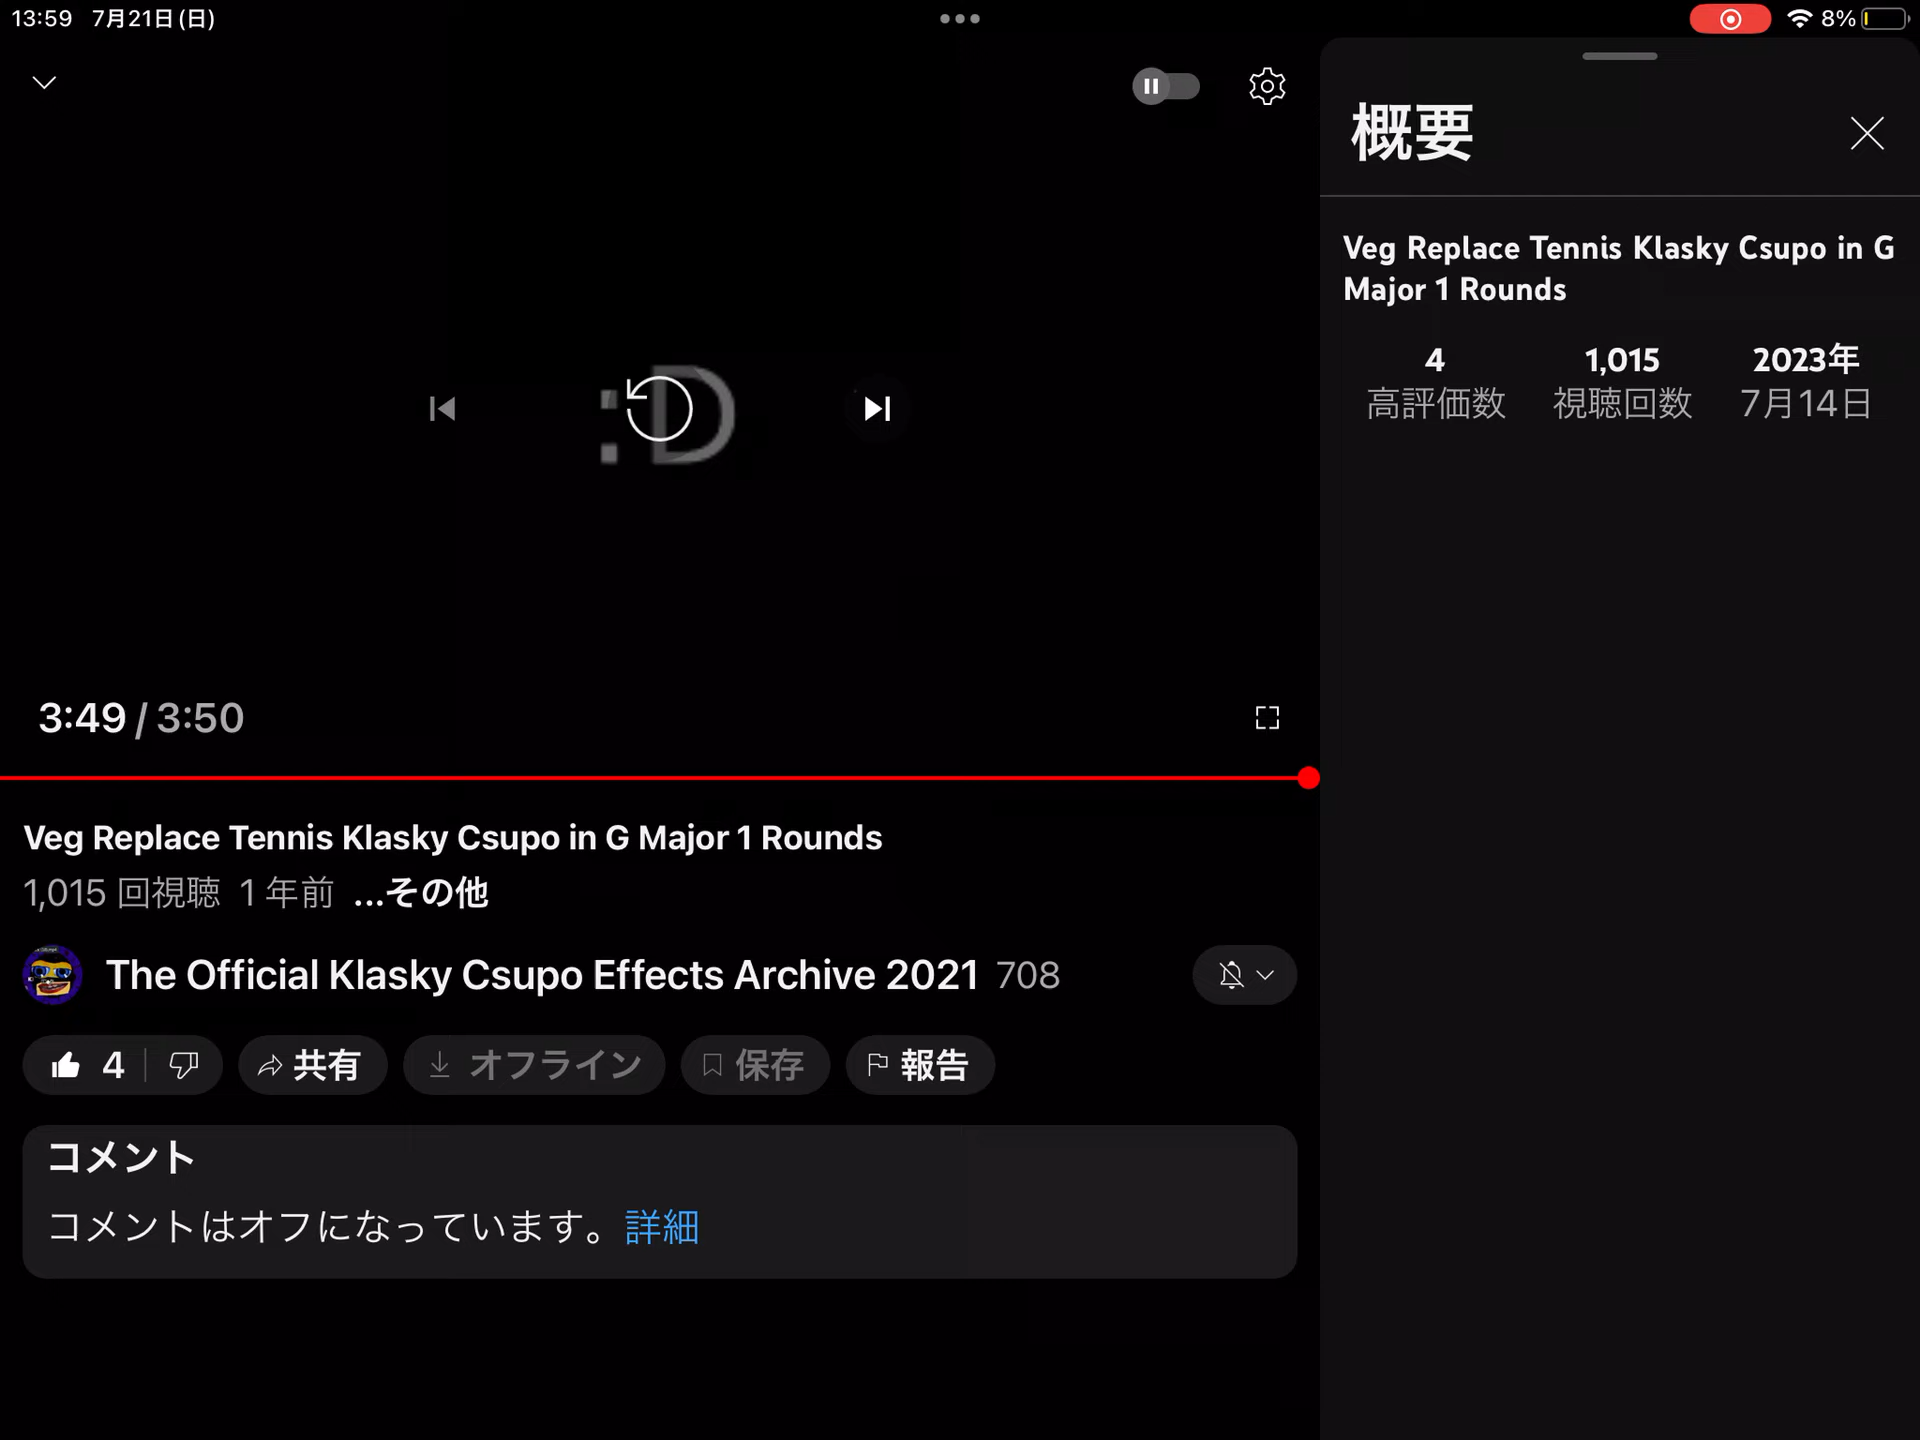 13:59 7月21日(日)
8%
概要
Veg Replace Tennis Klasky Csupo in G
Major 1 Rounds
4 1,015 2023年
高評価数 視聴回数 7月14日
:D
3:49 / 3:50
Veg Replace Tennis Klasky Csupo in G Major 1 Rounds
1,015 回視聴 1 年前 ...その他
The Official Klasky Csupo Effects Archive 2021 708
4 共有 オフライン 保存 報告
コメント
コメントはオフになっています。詳細